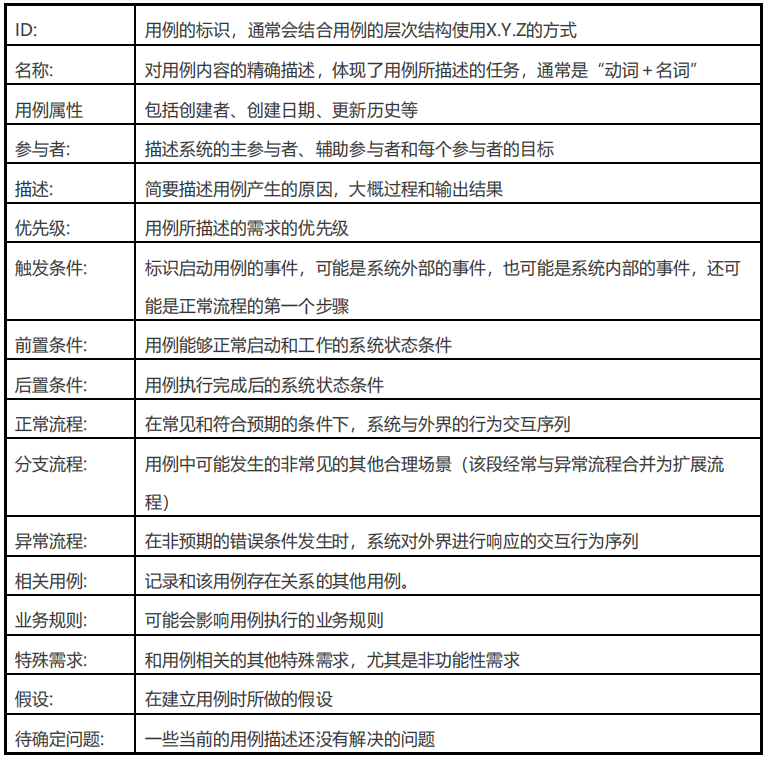 ID: 用例的标识，通常会结合用例的层次结构使用X.Y.Z的方式
名称: 对用例内容的精确描述，体现了用例所描述的任务，通常是“动词＋名词”
用例属性 包括创建者、创建日期、更新历史等
参与者: 描述系统的主参与者、辅助参与者和每个参与者的目标
描述: 简要描述用例产生的原因，大概过程和输出结果
优先级: 用例所描述的需求的优先级
触发条件: 标识启动用例的事件，可能是系统外部的事件，也可能是系统内部的事件，还可
能是正常流程的第一个步骤
前置条件: 用例能够正常启动和工作的系统状态条件
后置条件: 用例执行完成后的系统状态条件
正常流程: 在常见和符合预期的条件下，系统与外界的行为交互序列
分支流程: 用例中可能发生的非常见的其他合理场景（该段经常与异常流程合并为扩展流
程）
异常流程: 在非预期的错误条件发生时，系统对外界进行响应的交互行为序列
相关用例: 记录和该用例存在关系的其他用例。
业务规则: 可能会影响用例执行的业务规则
特殊需求: 和用例相关的其他特殊需求，尤其是非功能性需求
假设: 在建立用例时所做的假设
待确定问题: 一些当前的用例描述还没有解决的问题